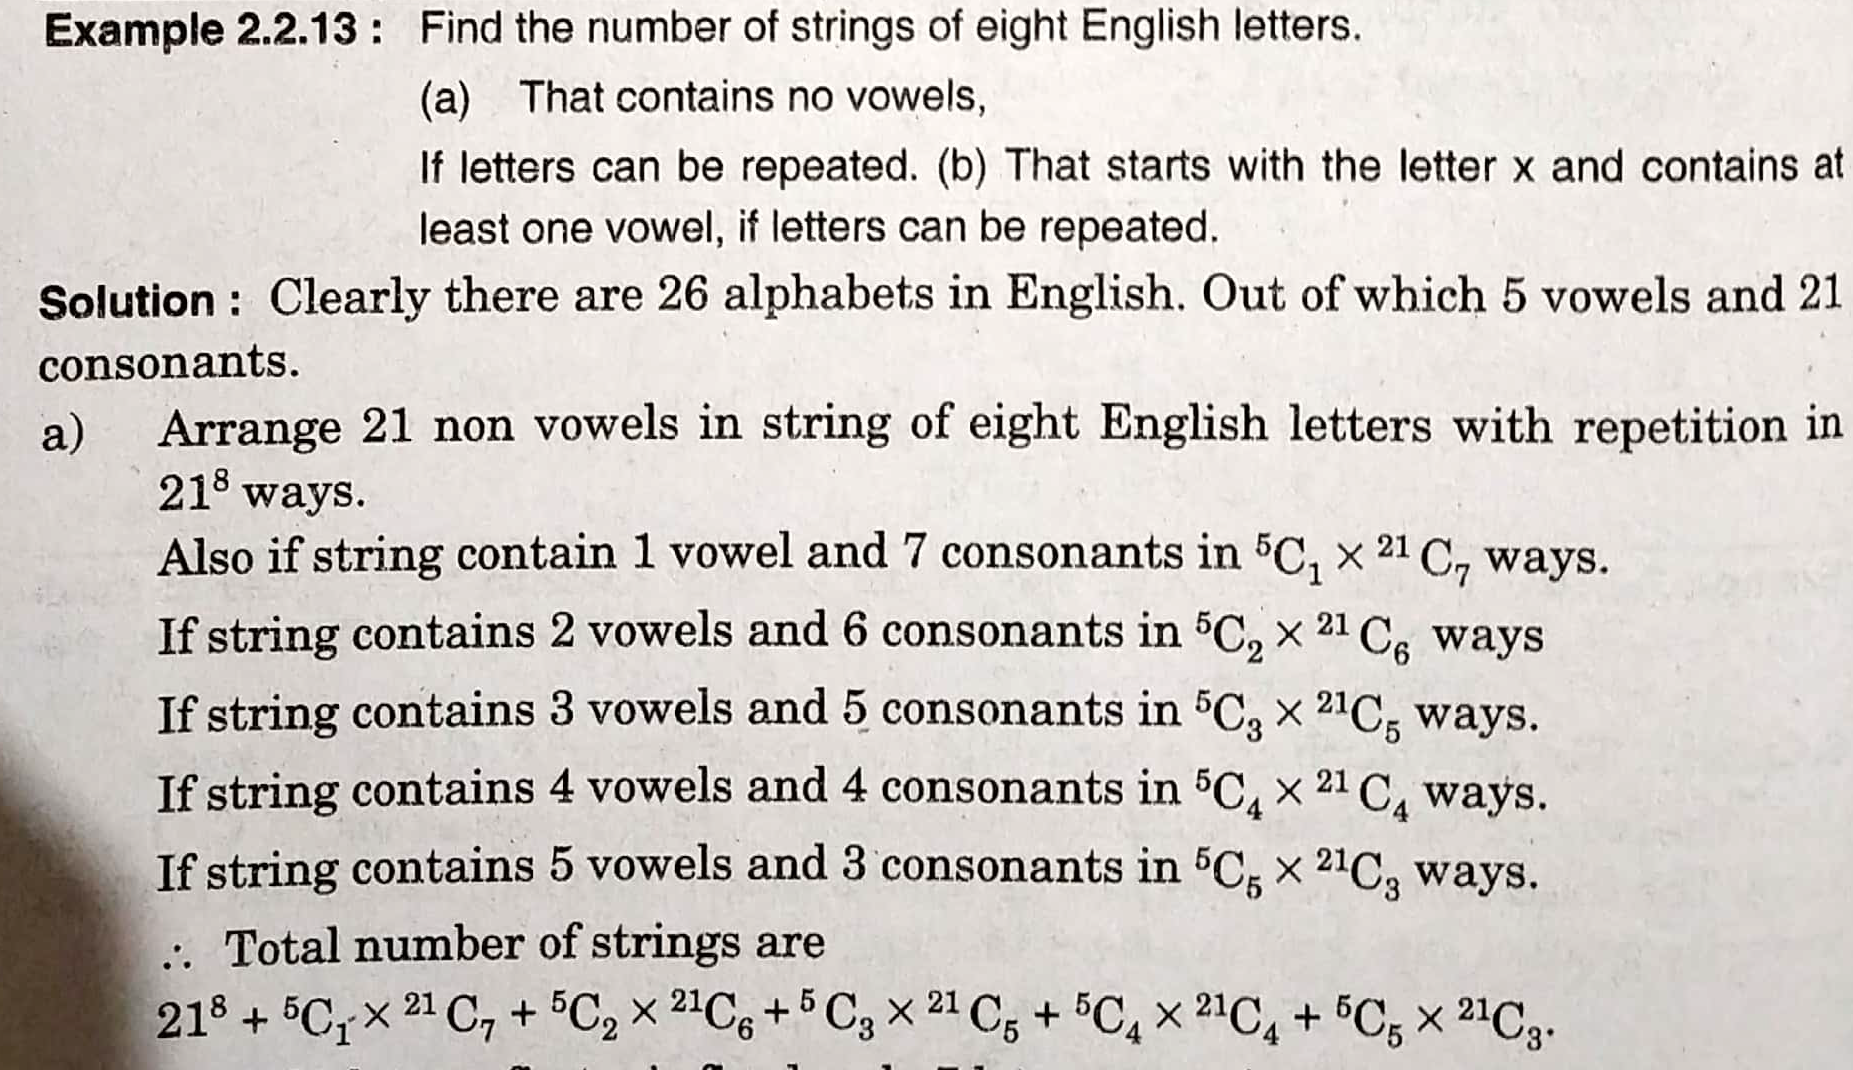 Example 2.2.13 : Find the number of strings of eight English letters.
(a) That contains no vowels,
If letters can be repeated. (b) That starts with the letter x and contains at
least one vowel, if letters can be repeated.
Solution : Clearly there are 26 alphabets in English. Out of which 5 vowels and 21
consonants.
a) Arrange 21 non vowels in string of eight English letters with repetition in
21⁸ ways.
Also if string contain 1 vowel and 7 consonants in ⁵C₁ × ²¹C₇ ways.
If string contains 2 vowels and 6 consonants in ⁵C₂ × ²¹C₆ ways
If string contains 3 vowels and 5 consonants in ⁵C₃ × ²¹C₅ ways.
If string contains 4 vowels and 4 consonants in ⁵C₄ × ²¹C₄ ways.
If string contains 5 vowels and 3 consonants in ⁵C₅ × ²¹C₃ ways.
∴ Total number of strings are
21⁸ + ⁵C₁ × ²¹C₇ + ⁵C₂ × ²¹C₆ + ⁵C₃ × ²¹C₅ + ⁵C₄ × ²¹C₄ + ⁵C₅ × ²¹C₃.